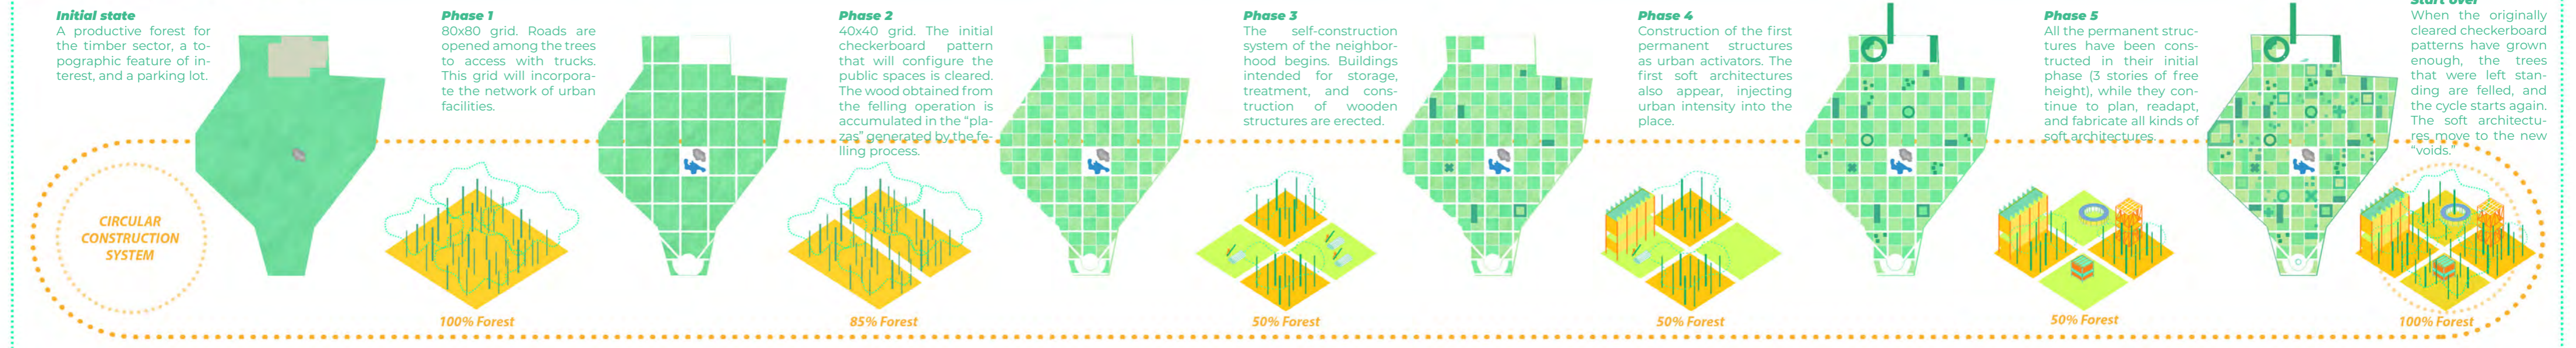 Initial state
A productive forest for
the timber sector, a to-
pographic feature of in-
terest, and a parking lot.
Phase 1
80x80 grid. Roads are
opened among the trees
to access with trucks.
This grid will incorpora-
te the network of urban
facilities.
Phase 2
40x40 grid. The initial
checkerboard pattern
that will configure the
public spaces is cleared.
The wood obtained from
the felling operation is
accumulated in the "pla-
zas" generated by the fe-
lling process.
Phase 3
The self-construction
system of the neighbor-
hood begins. Buildings
intended for storage,
treatment, and cons-
truction of wooden
structures are erected.
Phase 4
Construction of the first
permanent structures
as urban activators. The
first soft architectures
also appear, injecting
urban intensity into the
place.
Phase 5
All the permanent struc-
tures have been cons-
tructed in their initial
phase (3 stories of free
height), while they con-
tinue to plan, readapt,
and fabricate all kinds of
soft architectures.
Start over
When the originally
cleared checkerboard
patterns have grown
enough, the trees
that were left stan-
ding are felled, and
the cycle starts again.
The soft architectu-
res move to the new
"voids."
CIRCULAR
CONSTRUCTION
SYSTEM
100% Forest
85% Forest
50% Forest
50% Forest
50% Forest
100% Forest